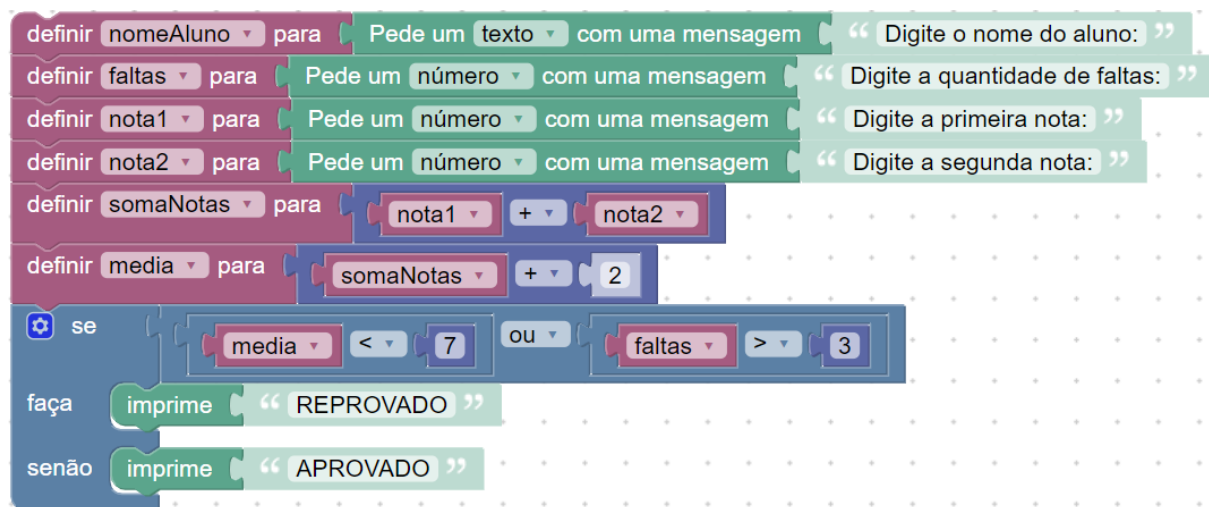 definir nomeAluno para Pede um texto com uma mensagem “ Digite o nome do aluno: ”
definir faltas para Pede um número com uma mensagem “ Digite a quantidade de faltas: ”
definir nota1 para Pede um número com uma mensagem “ Digite a primeira nota: ”
definir nota2 para Pede um número com uma mensagem “ Digite a segunda nota: ”
definir somaNotas para nota1 + nota2
definir media para somaNotas + 2
se media < 7 ou faltas > 3
faça imprime “ REPROVADO ”
senão imprime “ APROVADO ”